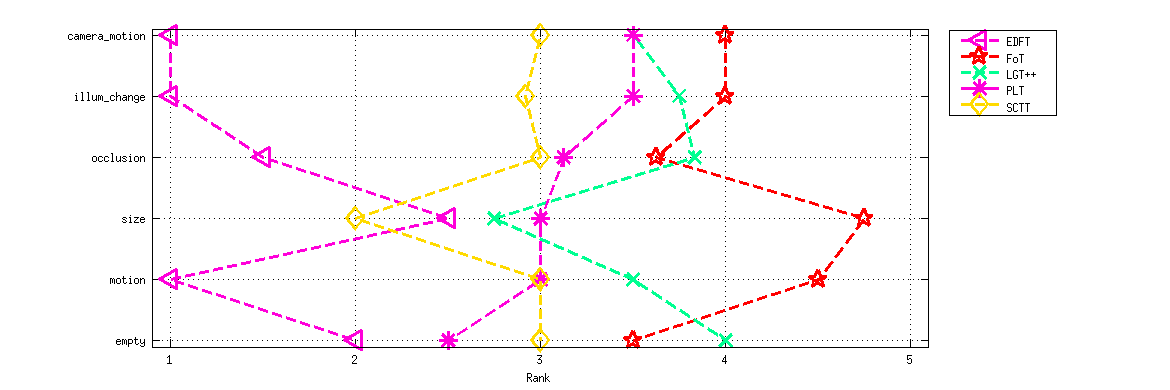 camera_motion
illum_change
occlusion
size
motion
empty
1 2 3 4 5
Rank
EDFT
FoT
LGT++
PLT
SCTT